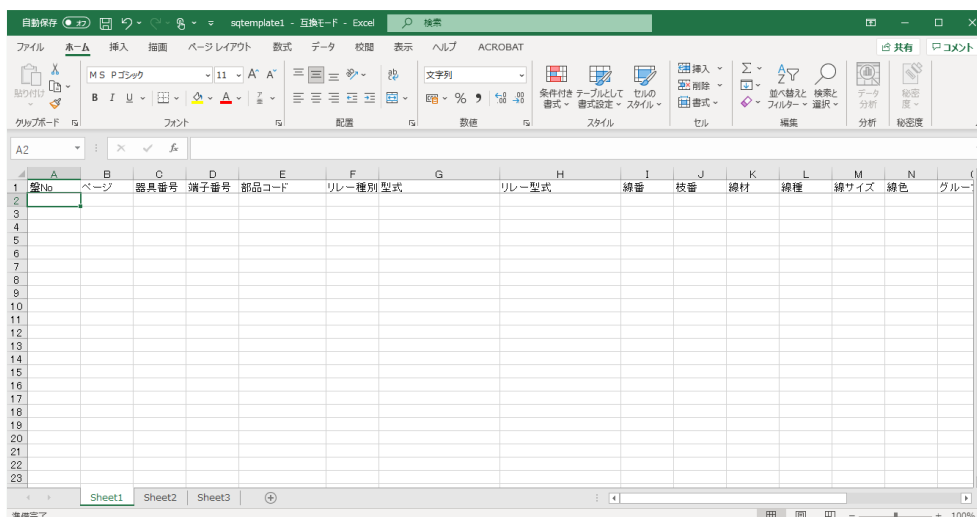 自動保存 オフ sqtemplate1 - 互換モード - Excel 検索
ファイル ホーム 挿入 描画 ページ レイアウト 数式 データ 校閲 表示 ヘルプ ACROBAT 共有 コメント
貼り付け MS Pゴシック 11 A A 文字列 条件付き書式 テーブルとして書式設定 セルのスタイル 挿入 削除 書式 並べ替えと フィルター 検索と選択 データ分析 秘密度
B I U A % 9
クリップボード フォント 配置 数値 スタイル セル 編集 分析 秘密度
A2 fx
A B C D E F G H I J K L M N
1 盤No ページ 器具番号 端子番号 部品コード リレー種別 型式 リレー型式 線番 枝番 線材 線種 線サイズ 線色
2
3
4
5
6
7
8
9
10
11
12
13
14
15
16
17
18
19
20
21
22
23
Sheet1 Sheet2 Sheet3
準備完了 100%